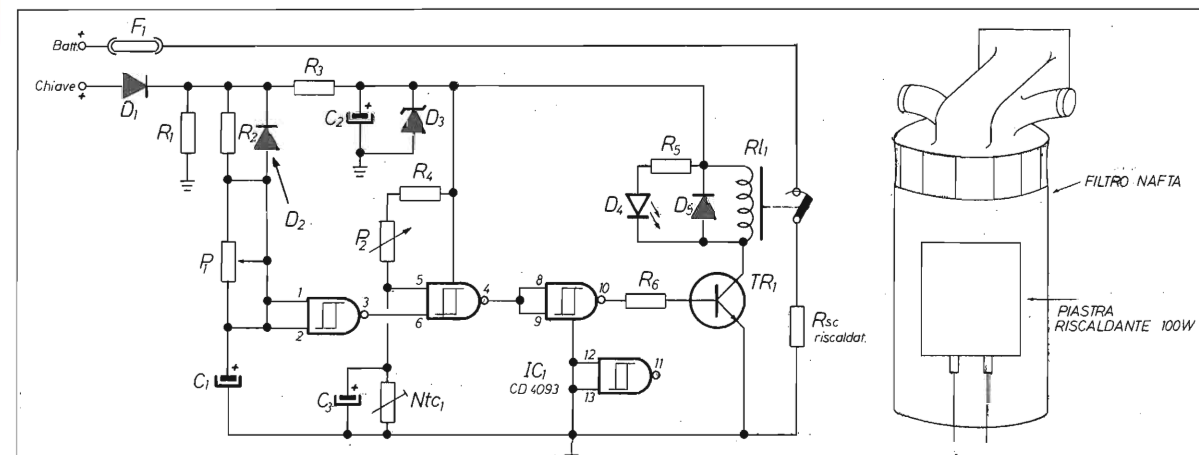 F1
Batt. +
Chiave +
D1
R1
R2
D2
R3
C2 +
D3
R4
P2
P1
1
2
3
5
6
4
8
9
10
R6
TR1
R5
D4
D5
Rl1
Rsc
riscaldat.
12
13
11
IC1
CD 4093
C1 +
C3 +
Ntc1
FILTRO NAFTA
PIASTRA
RISCALDANTE 100W